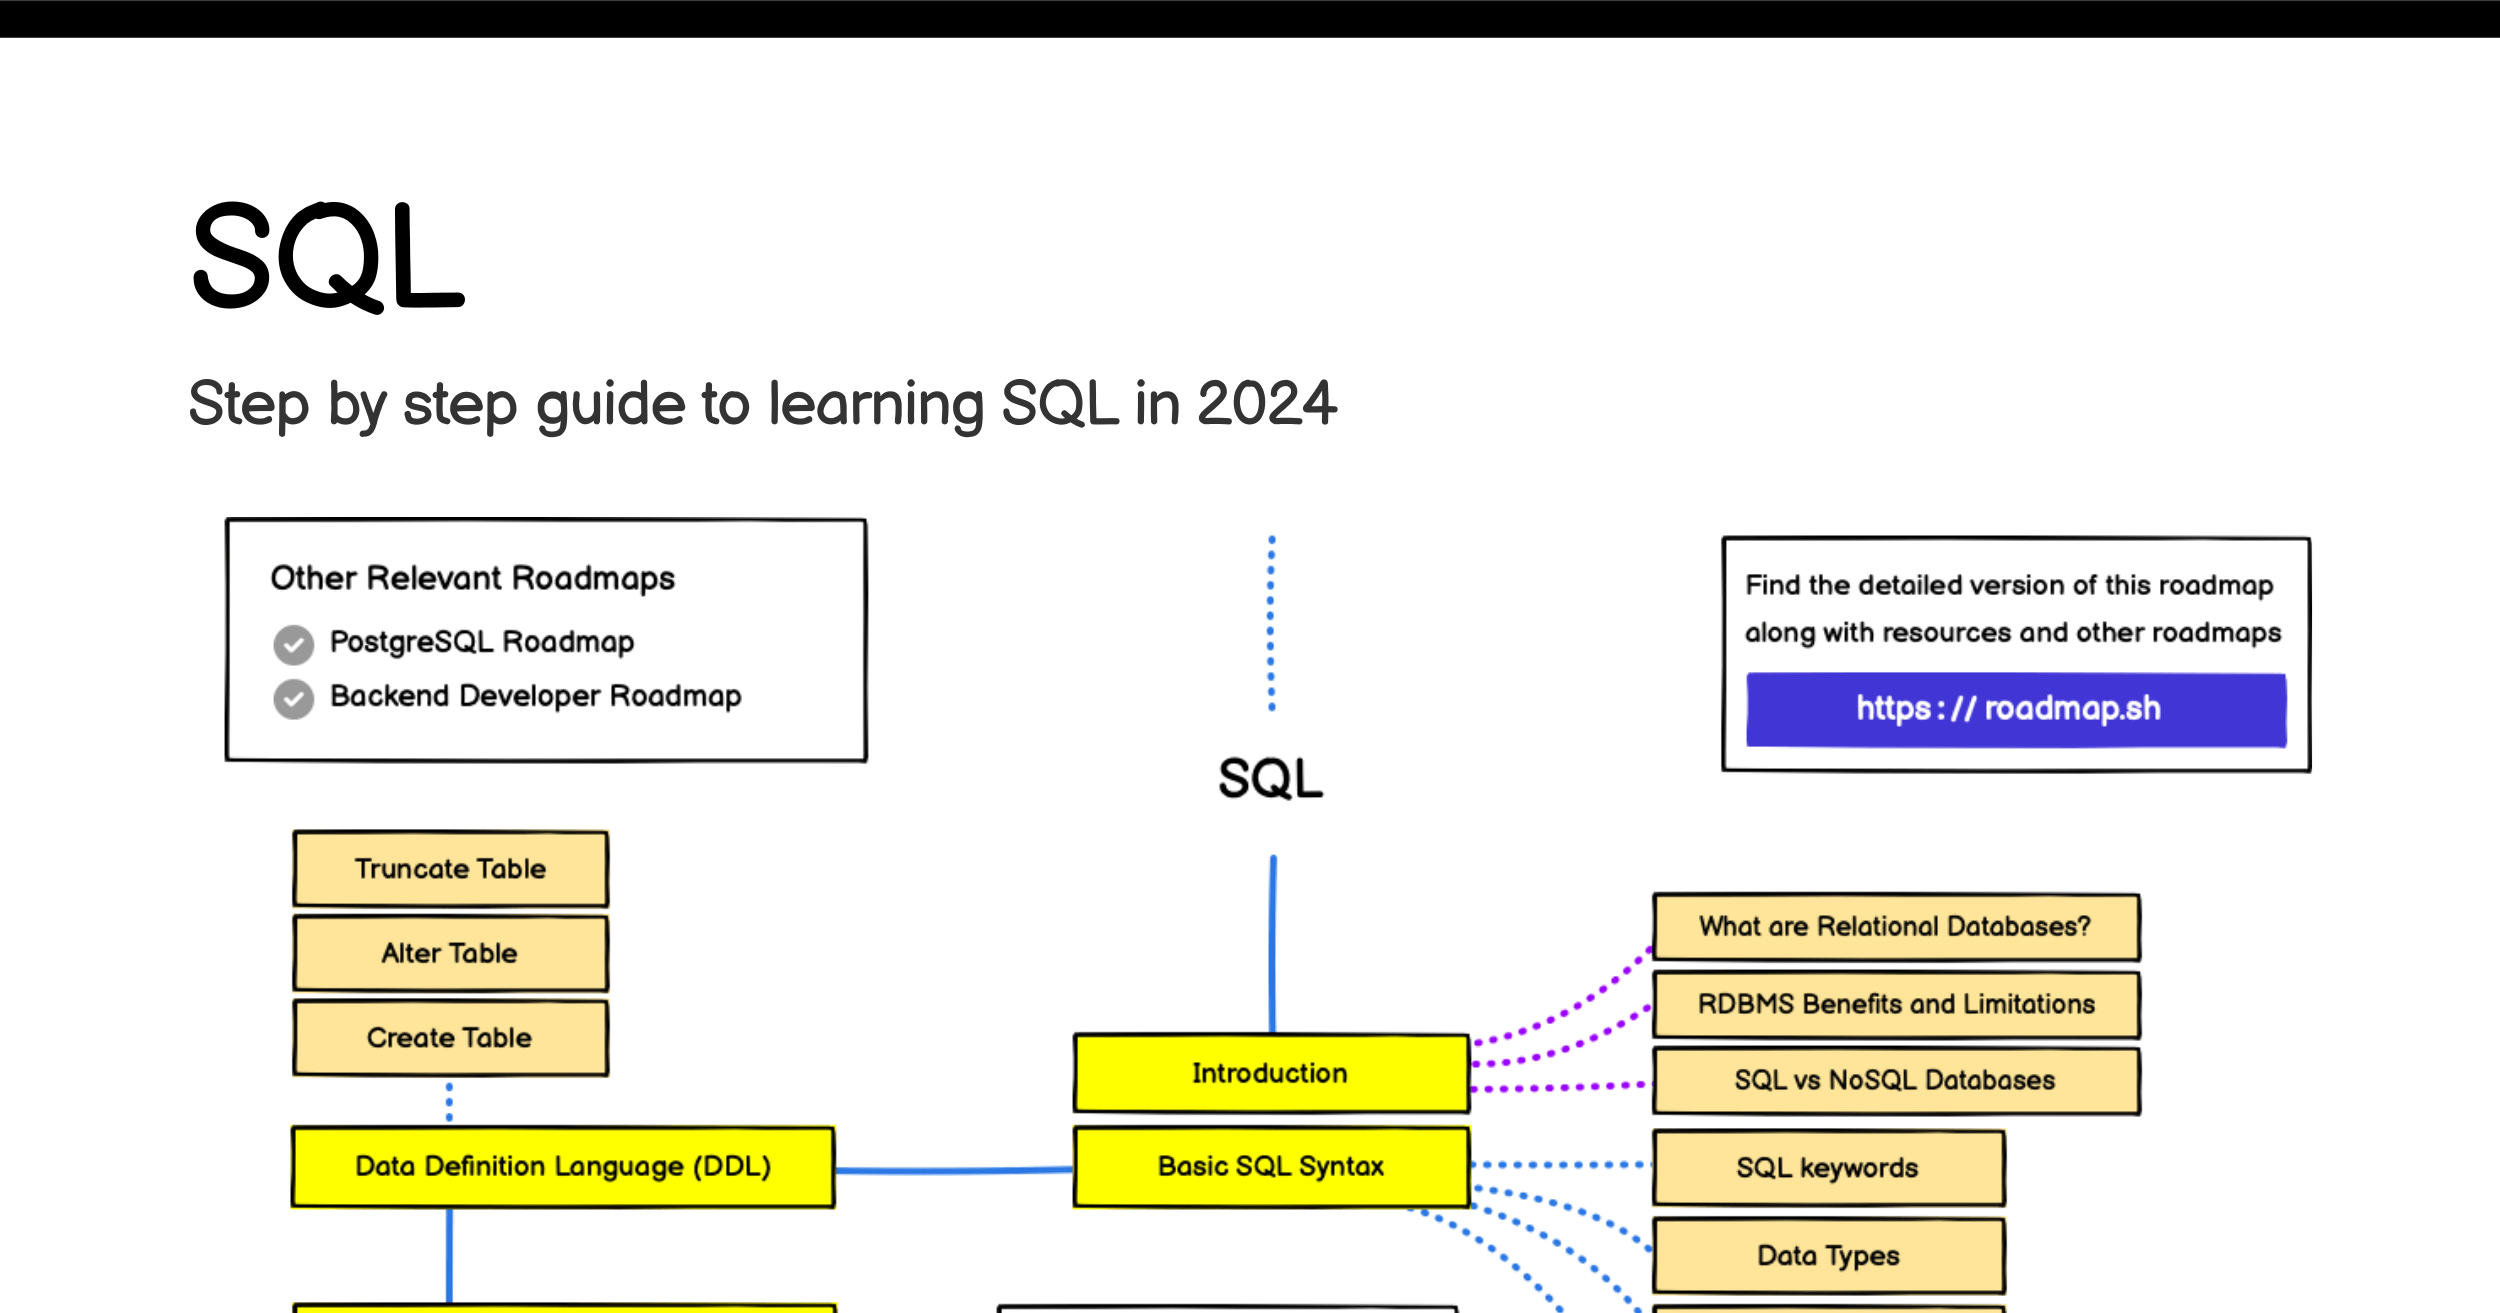 SQL
Step by step guide to learning SQL in 2024
Other Relevant Roadmaps
PostgreSQL Roadmap
Backend Developer Roadmap
Find the detailed version of this roadmap
along with resources and other roadmaps
https://roadmap.sh
SQL
Truncate Table
Alter Table
Create Table
Data Definition Language (DDL)
Introduction
Basic SQL Syntax
What are Relational Databases?
RDBMS Benefits and Limitations
SQL vs NoSQL Databases
SQL keywords
Data Types